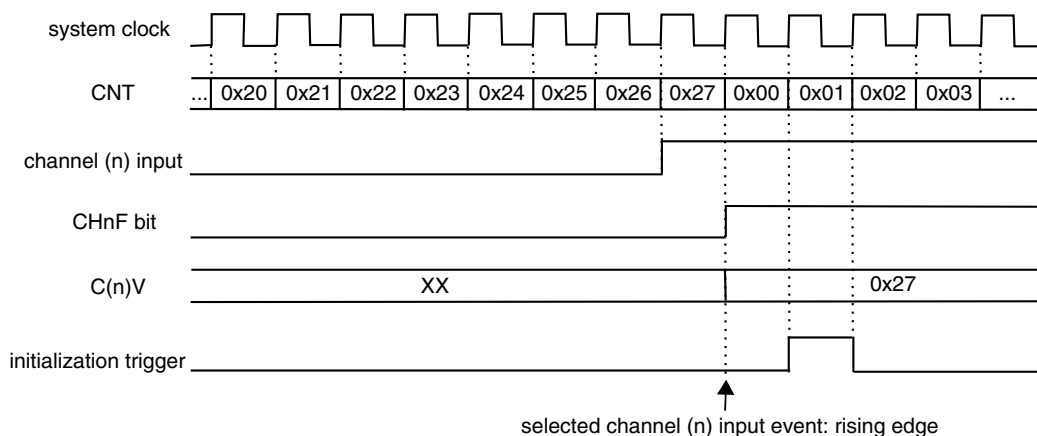 system clock
CNT ... 0x20 0x21 0x22 0x23 0x24 0x25 0x26 0x27 0x00 0x01 0x02 0x03 ...
channel (n) input
CHnF bit
C(n)V XX 0x27
initialization trigger
selected channel (n) input event: rising edge